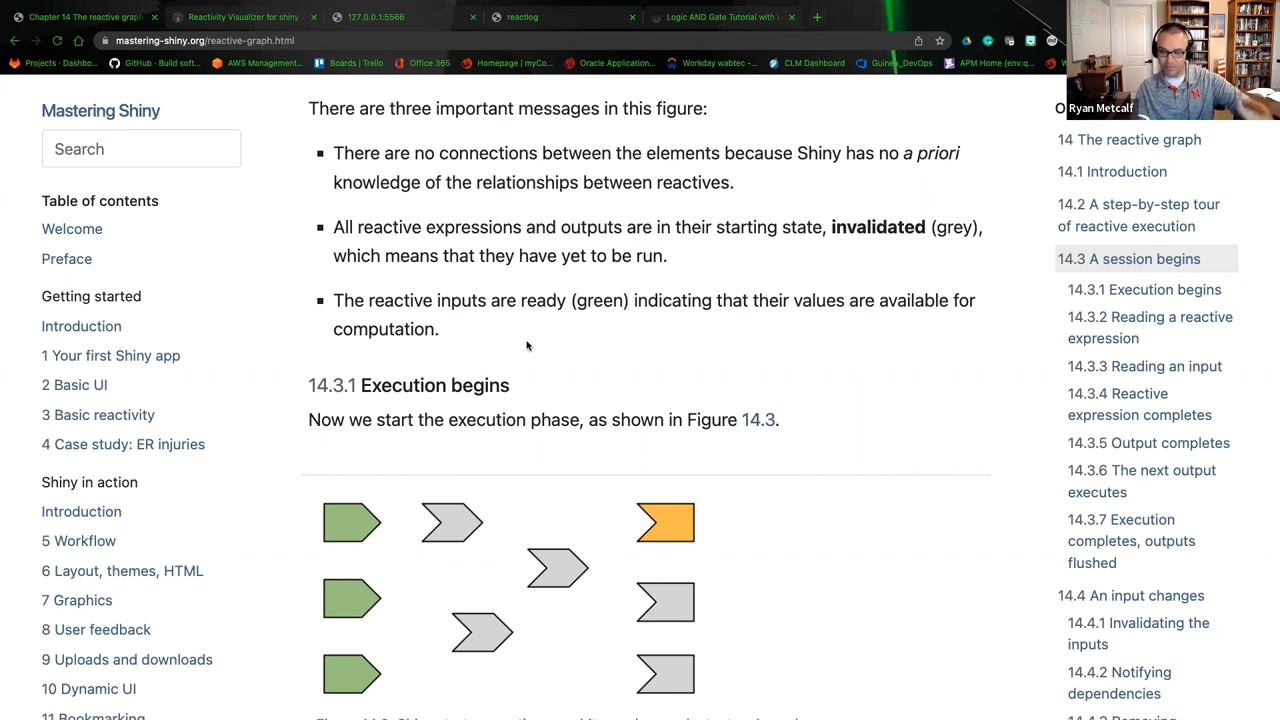 Chapter 14 The reactive graph
Reactivity Visualizer for shiny
127.0.0.1:5566
reactlog
Logic AND Gate Tutorial with
mastering-shiny.org/reactive-graph.html
Projects · Dashbo...
GitHub · Build soft...
AWS Management...
Boards | Trello
Office 365
Homepage | myCo...
Oracle Application...
Workday wabtec -...
CLM Dashboard
APM Home (env:q...
Ryan Metcalf
Mastering Shiny
Search
Table of contents
Welcome
Preface
Getting started
Introduction
1 Your first Shiny app
2 Basic UI
3 Basic reactivity
4 Case study: ER injuries
Shiny in action
Introduction
5 Workflow
6 Layout, themes, HTML
7 Graphics
8 User feedback
9 Uploads and downloads
10 Dynamic UI
11 Bookmarking
There are three important messages in this figure:
There are no connections between the elements because Shiny has no a priori
knowledge of the relationships between reactives.
All reactive expressions and outputs are in their starting state, invalidated (grey),
which means that they have yet to be run.
The reactive inputs are ready (green) indicating that their values are available for
computation.
14.3.1 Execution begins
Now we start the execution phase, as shown in Figure 14.3.
14 The reactive graph
14.1 Introduction
14.2 A step-by-step tour
of reactive execution
14.3 A session begins
14.3.1 Execution begins
14.3.2 Reading a reactive
expression
14.3.3 Reading an input
14.3.4 Reactive
expression completes
14.3.5 Output completes
14.3.6 The next output
executes
14.3.7 Execution
completes, outputs
flushed
14.4 An input changes
14.4.1 Invalidating the
inputs
14.4.2 Notifying
dependencies